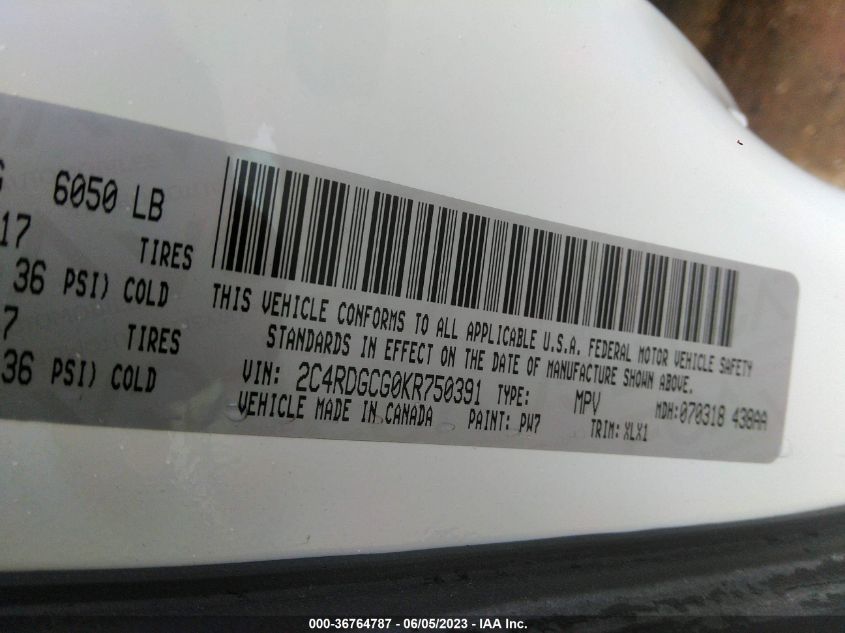 G 6050 LB
17 TIRES
36 PSI) COLD
7 TIRES
36 PSI) COLD
THIS VEHICLE CONFORMS TO ALL APPLICABLE U.S.A. FEDERAL MOTOR VEHICLE SAFETY
STANDARDS IN EFFECT ON THE DATE OF MANUFACTURE SHOWN ABOVE.
VIN: 2C4RDGCG0KR750391 TYPE: MPV MDH:070318 438AA
VEHICLE MADE IN CANADA PAINT: PW7 TRIM: XLX1
000-36764787 - 06/05/2023 - IAA Inc.